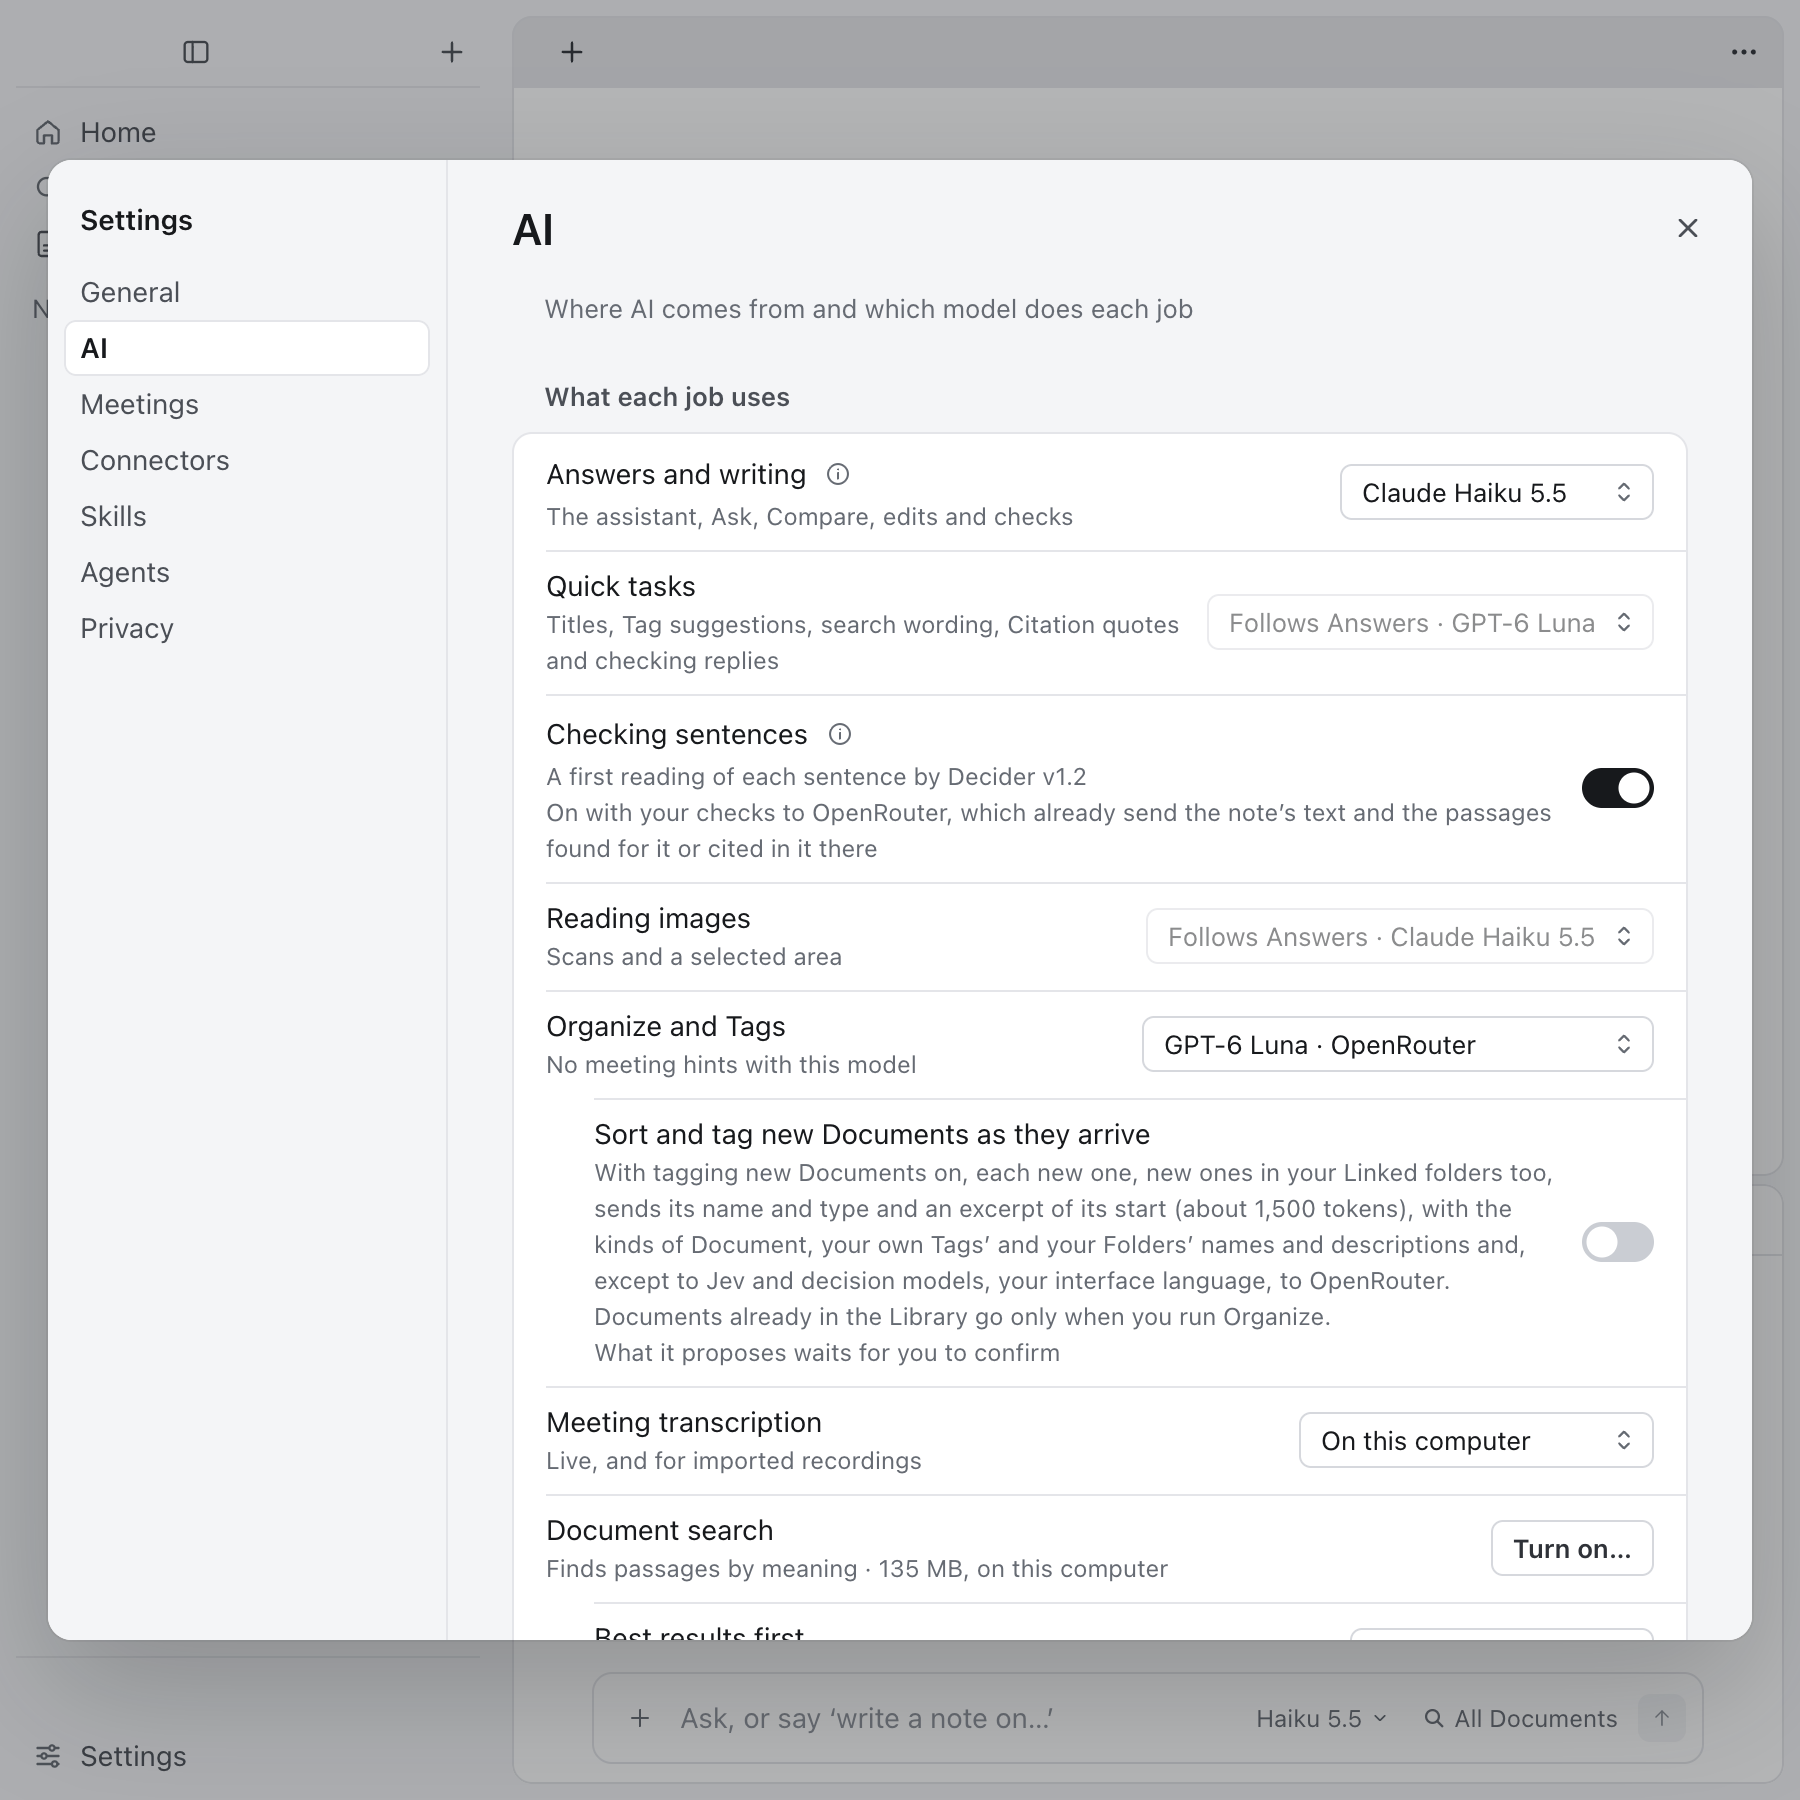 Home
Settings
General
AI
Meetings
Connectors
Skills
Agents
Privacy
AI
Where AI comes from and which model does each job
What each job uses
Answers and writing
The assistant, Ask, Compare, edits and checks
Claude Haiku 5.5
Quick tasks
Titles, Tag suggestions, search wording, Citation quotes
and checking replies
Follows Answers · GPT-6 Luna
Checking sentences
A first reading of each sentence by Decider v1.2
On with your checks to OpenRouter, which already send the note’s text and the passages
found for it or cited in it there
Reading images
Scans and a selected area
Follows Answers · Claude Haiku 5.5
Organize and Tags
No meeting hints with this model
GPT-6 Luna · OpenRouter
Sort and tag new Documents as they arrive
With tagging new Documents on, each new one, new ones in your Linked folders too,
sends its name and type and an excerpt of its start (about 1,500 tokens), with the
kinds of Document, your own Tags’ and your Folders’ names and descriptions and,
except to Jev and decision models, your interface language, to OpenRouter.
Documents already in the Library go only when you run Organize.
What it proposes waits for you to confirm
Meeting transcription
Live, and for imported recordings
On this computer
Document search
Finds passages by meaning · 135 MB, on this computer
Turn on...
Best results first
Ask, or say ‘write a note on...’
Haiku 5.5
All Documents
Settings